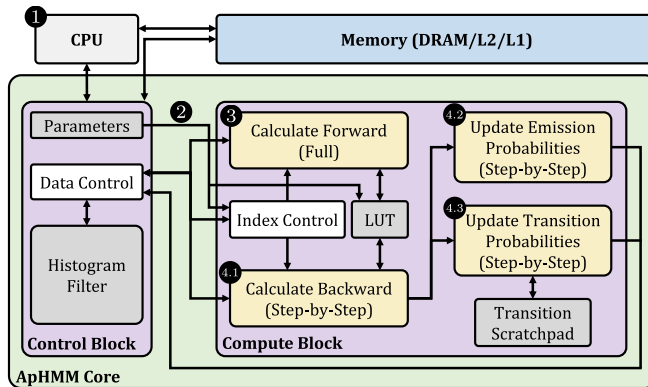 1
CPU
Memory (DRAM/L2/L1)
Parameters
2
3
Calculate Forward
(Full)
4.2
Update Emission
Probabilities
(Step-by-Step)
Data Control
Index Control
LUT
4.3
Update Transition
Probabilities
(Step-by-Step)
Histogram
Filter
4.1
Calculate Backward
(Step-by-Step)
Transition
Scratchpad
Control Block
Compute Block
ApHMM Core